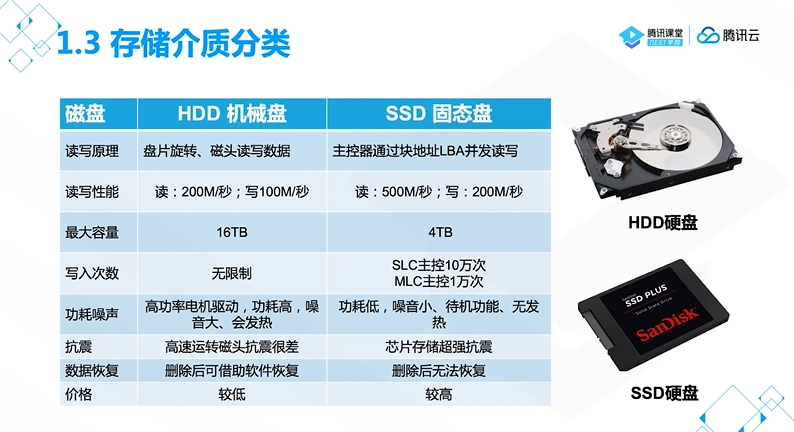 1.3 存储介质分类
腾讯课堂
NEXT学院
腾讯云
磁盘 HDD 机械盘 SSD 固态盘
读写原理 盘片旋转、磁头读写数据 主控器通过块地址LBA并发读写
读写性能 读：200M/秒；写100M/秒 读：500M/秒；写：200M/秒
最大容量 16TB 4TB
写入次数 无限制 SLC主控10万次
MLC主控1万次
功耗噪声 高功率电机驱动，功耗高，噪
音大、会发热
功耗低，噪音小、待机功能、无发
热
抗震 高速运转磁头抗震很差 芯片存储超强抗震
数据恢复 删除后可借助软件恢复 删除后无法恢复
价格 较低 较高
HDD硬盘
SSD PLUS
Solid State Drive
SanDisk
SSD硬盘